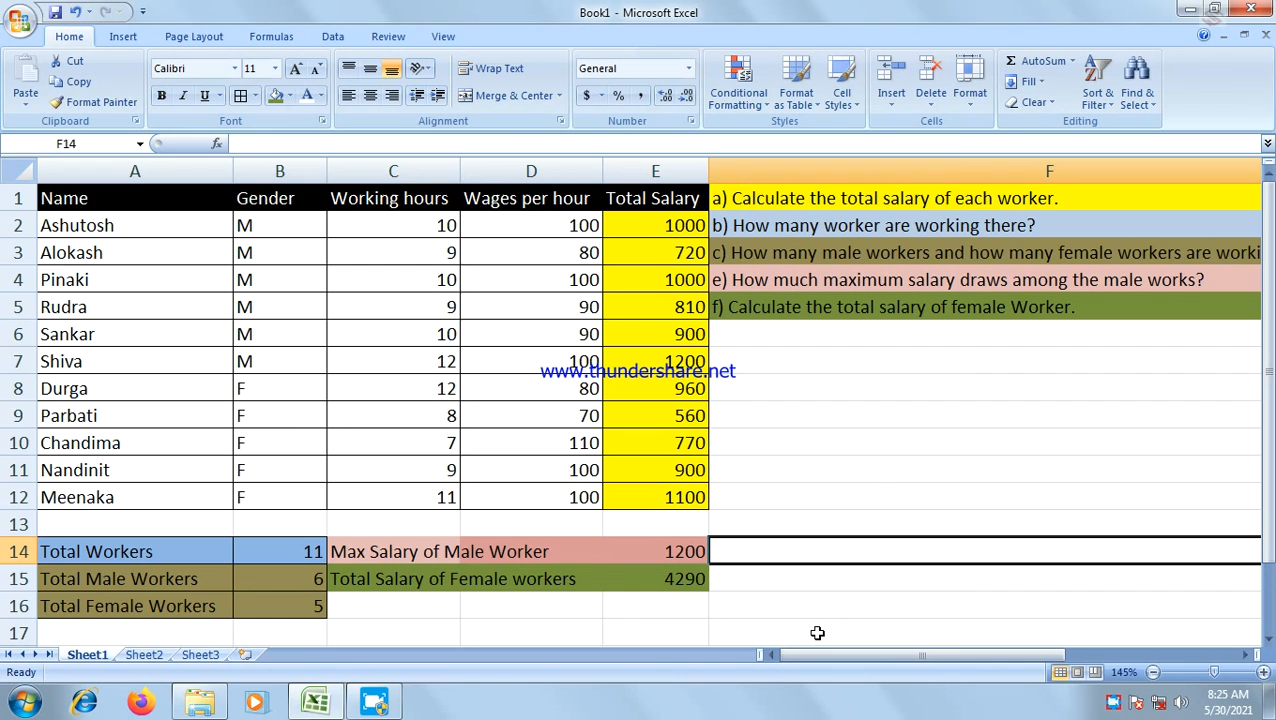 Book1 - Microsoft Excel
Home Insert Page Layout Formulas Data Review View
Paste
Cut
Copy
Format Painter
Clipboard
Calibri 11
B I U
Font
Wrap Text
Merge & Center
Alignment
General
$ % ,
Number
Conditional Formatting
Format as Table
Cell Styles
Styles
Insert Delete Format
Cells
Σ AutoSum
Fill
Clear
Sort & Filter
Find & Select
Editing
F14 fx
A B C D E F
1 Name Gender Working hours Wages per hour Total Salary a) Calculate the total salary of each worker.
2 Ashutosh M 10 100 1000 b) How many worker are working there?
3 Alokash M 9 80 720 c) How many male workers and how many female workers are worki
4 Pinaki M 10 100 1000 e) How much maximum salary draws among the male works?
5 Rudra M 9 90 810 f) Calculate the total salary of female Worker.
6 Sankar M 10 90 900
7 Shiva M 12 100 1200
www.thundershare.net
8 Durga F 12 80 960
9 Parbati F 8 70 560
10 Chandima F 7 110 770
11 Nandinit F 9 100 900
12 Meenaka F 11 100 1100
13
14 Total Workers 11 Max Salary of Male Worker 1200
15 Total Male Workers 6 Total Salary of Female workers 4290
16 Total Female Workers 5
17
Sheet1 Sheet2 Sheet3
Ready 145%
8:25 AM
5/30/2021